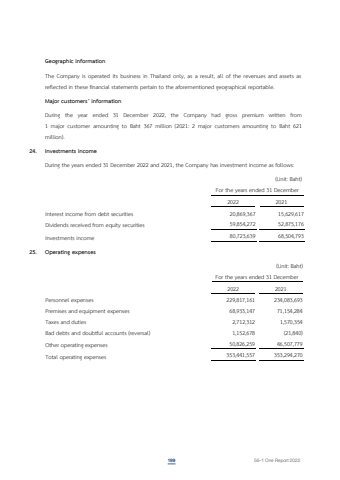 Geographic information
The Company is operated its business in Thailand only, as a result, all of the revenues and assets as
reflected in these financial statements pertain to the aforementioned geographical reportable.
Major customers' information
During the year ended 31 December 2022, the Company had gross premium written from
1 major customer amounting to Baht 367 million (2021: 2 major customers amounting to Baht 621
million).
24. Investments income
During the years ended 31 December 2022 and 2021, the Company has investment income as follows:
(Unit: Baht)
For the years ended 31 December
2022 2021
Interest income from debt securities 20,869,367 15,629,617
Dividends received from equity securities 59,854,272 52,875,176
Investments income 80,723,639 68,504,793
25. Operating expenses
(Unit: Baht)
For the years ended 31 December
2022 2021
Personnel expenses 229,817,161 234,085,693
Premises and equipment expenses 68,933,147 71,154,284
Taxes and duties 2,712,312 1,570,354
Bad debts and doubtful accounts (reversal) 1,152,678 (21,840)
Other operating expenses 50,826,259 46,507,779
Total operating expenses 353,441,557 353,294,270
188
56-1 One Report 2022